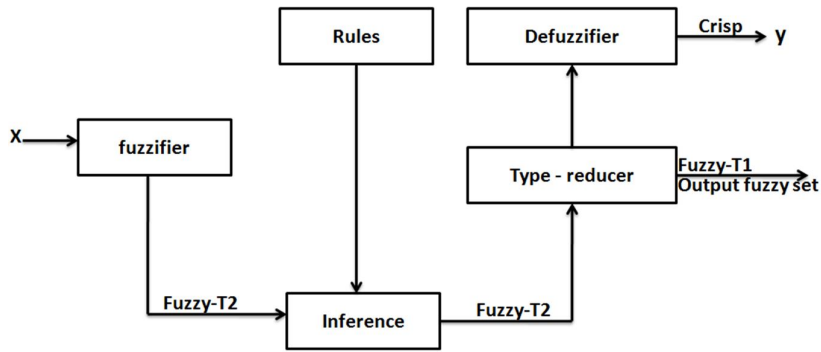 Rules
Defuzzifier
Crisp
y
X
fuzzifier
Type - reducer
Fuzzy-T1
Output fuzzy set
Fuzzy-T2
Inference
Fuzzy-T2